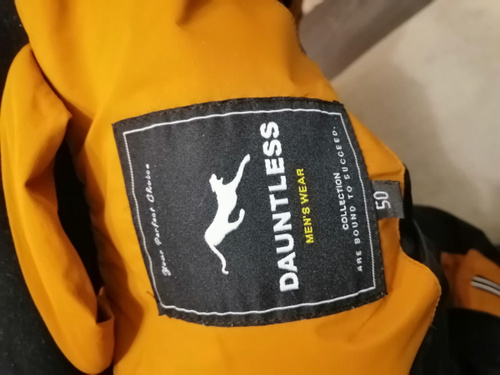 Your Perfect Choice
DAUNTLESS
MEN'S WEAR
COLLECTION
ARE BOUND TO SUCCEED.
50